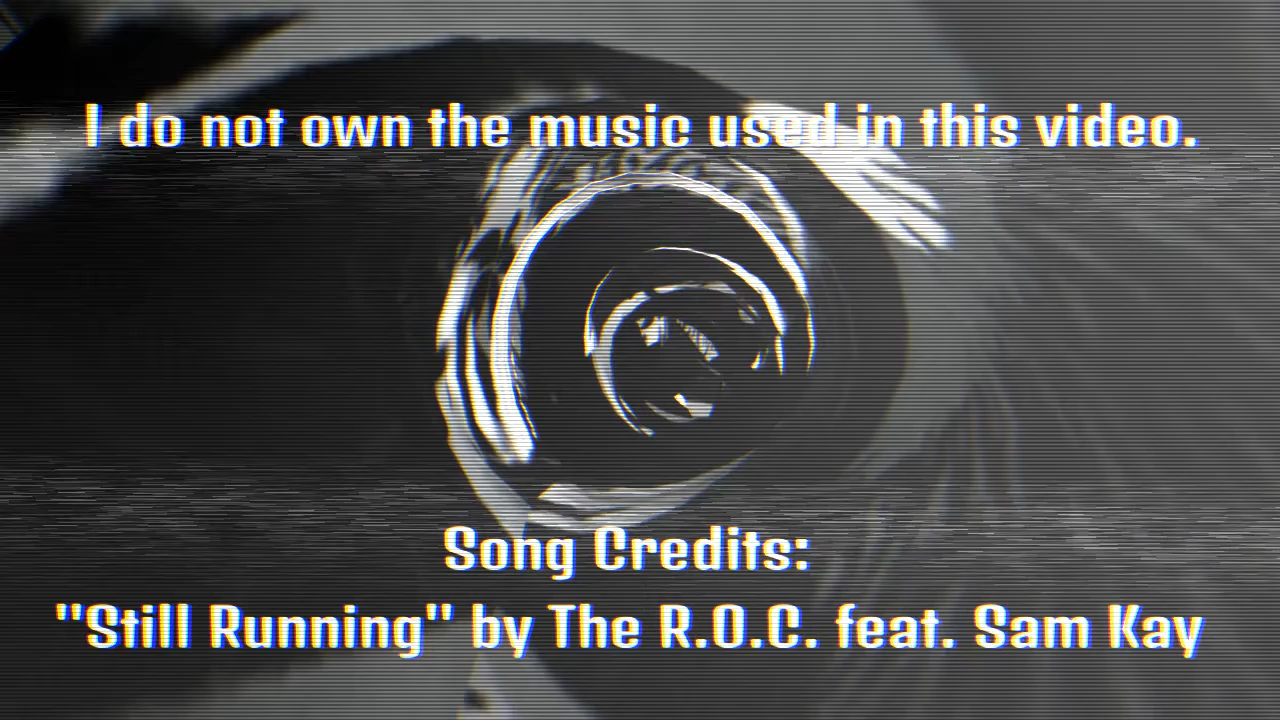 I do not own the music used in this video.
Song Credits:
"Still Running" by The R.O.C. feat. Sam Kay